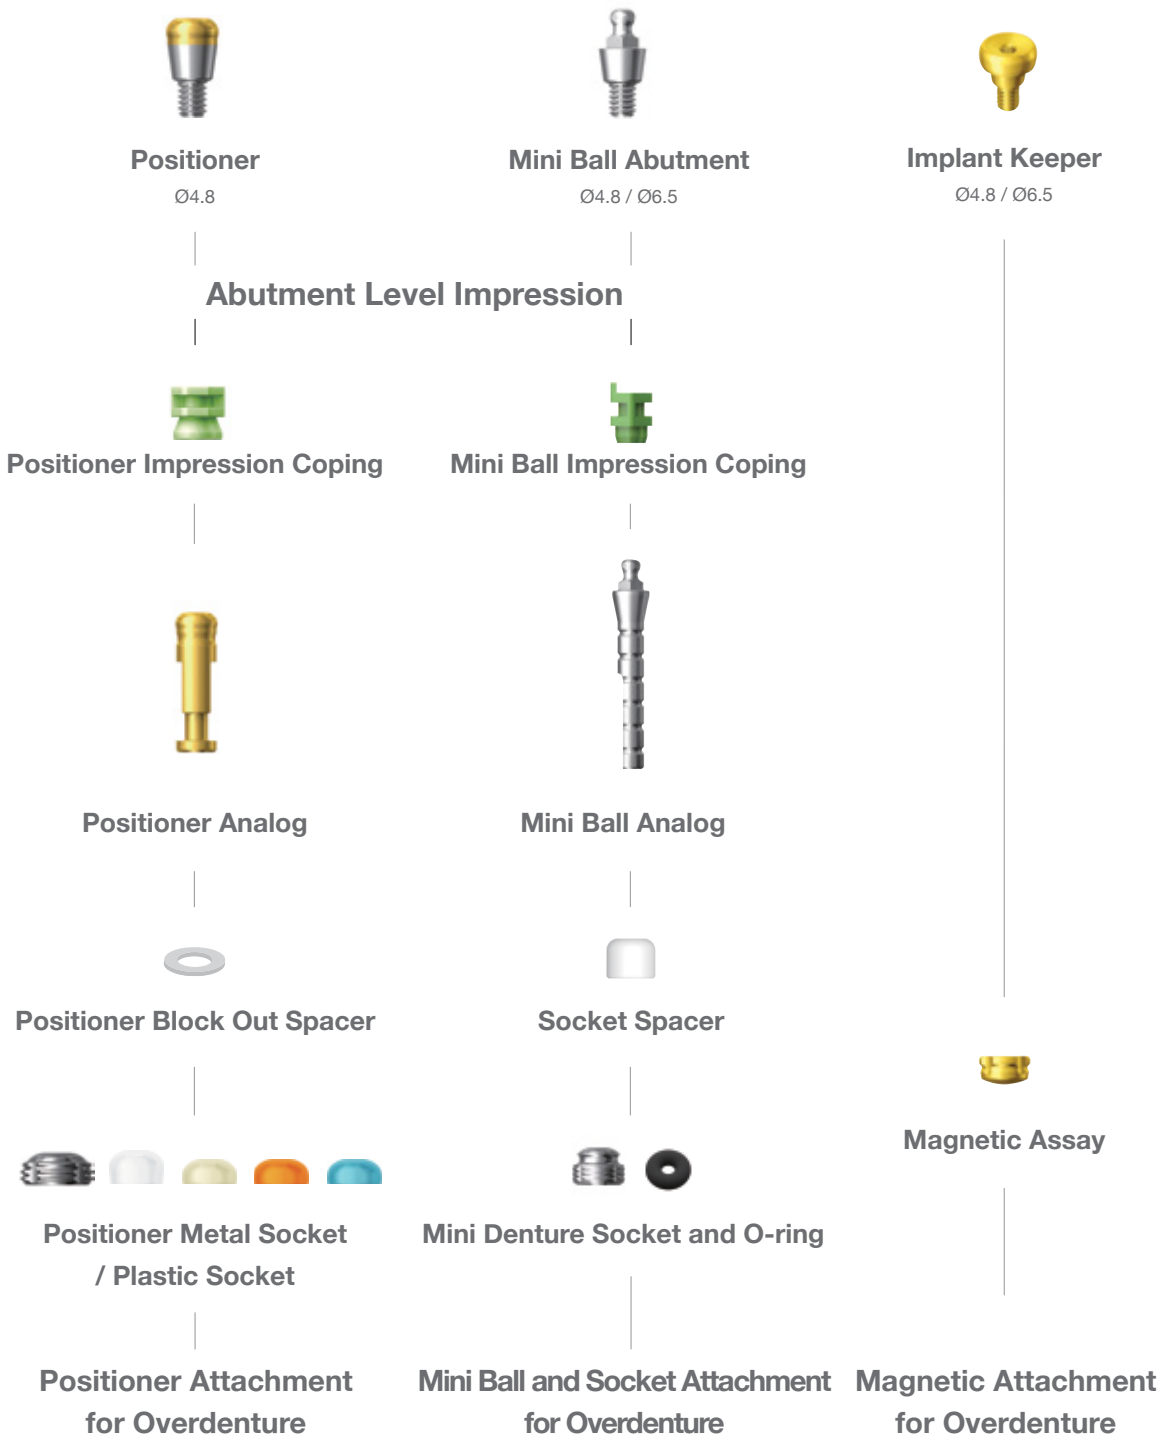 Positioner
Ø4.8
Mini Ball Abutment
Ø4.8 / Ø6.5
Implant Keeper
Ø4.8 / Ø6.5
Abutment Level Impression
Positioner Impression Coping
Mini Ball Impression Coping
Positioner Analog
Mini Ball Analog
Positioner Block Out Spacer
Socket Spacer
Magnetic Assay
Positioner Metal Socket
/ Plastic Socket
Mini Denture Socket and O-ring
Positioner Attachment
for Overdenture
Mini Ball and Socket Attachment
for Overdenture
Magnetic Attachment
for Overdenture